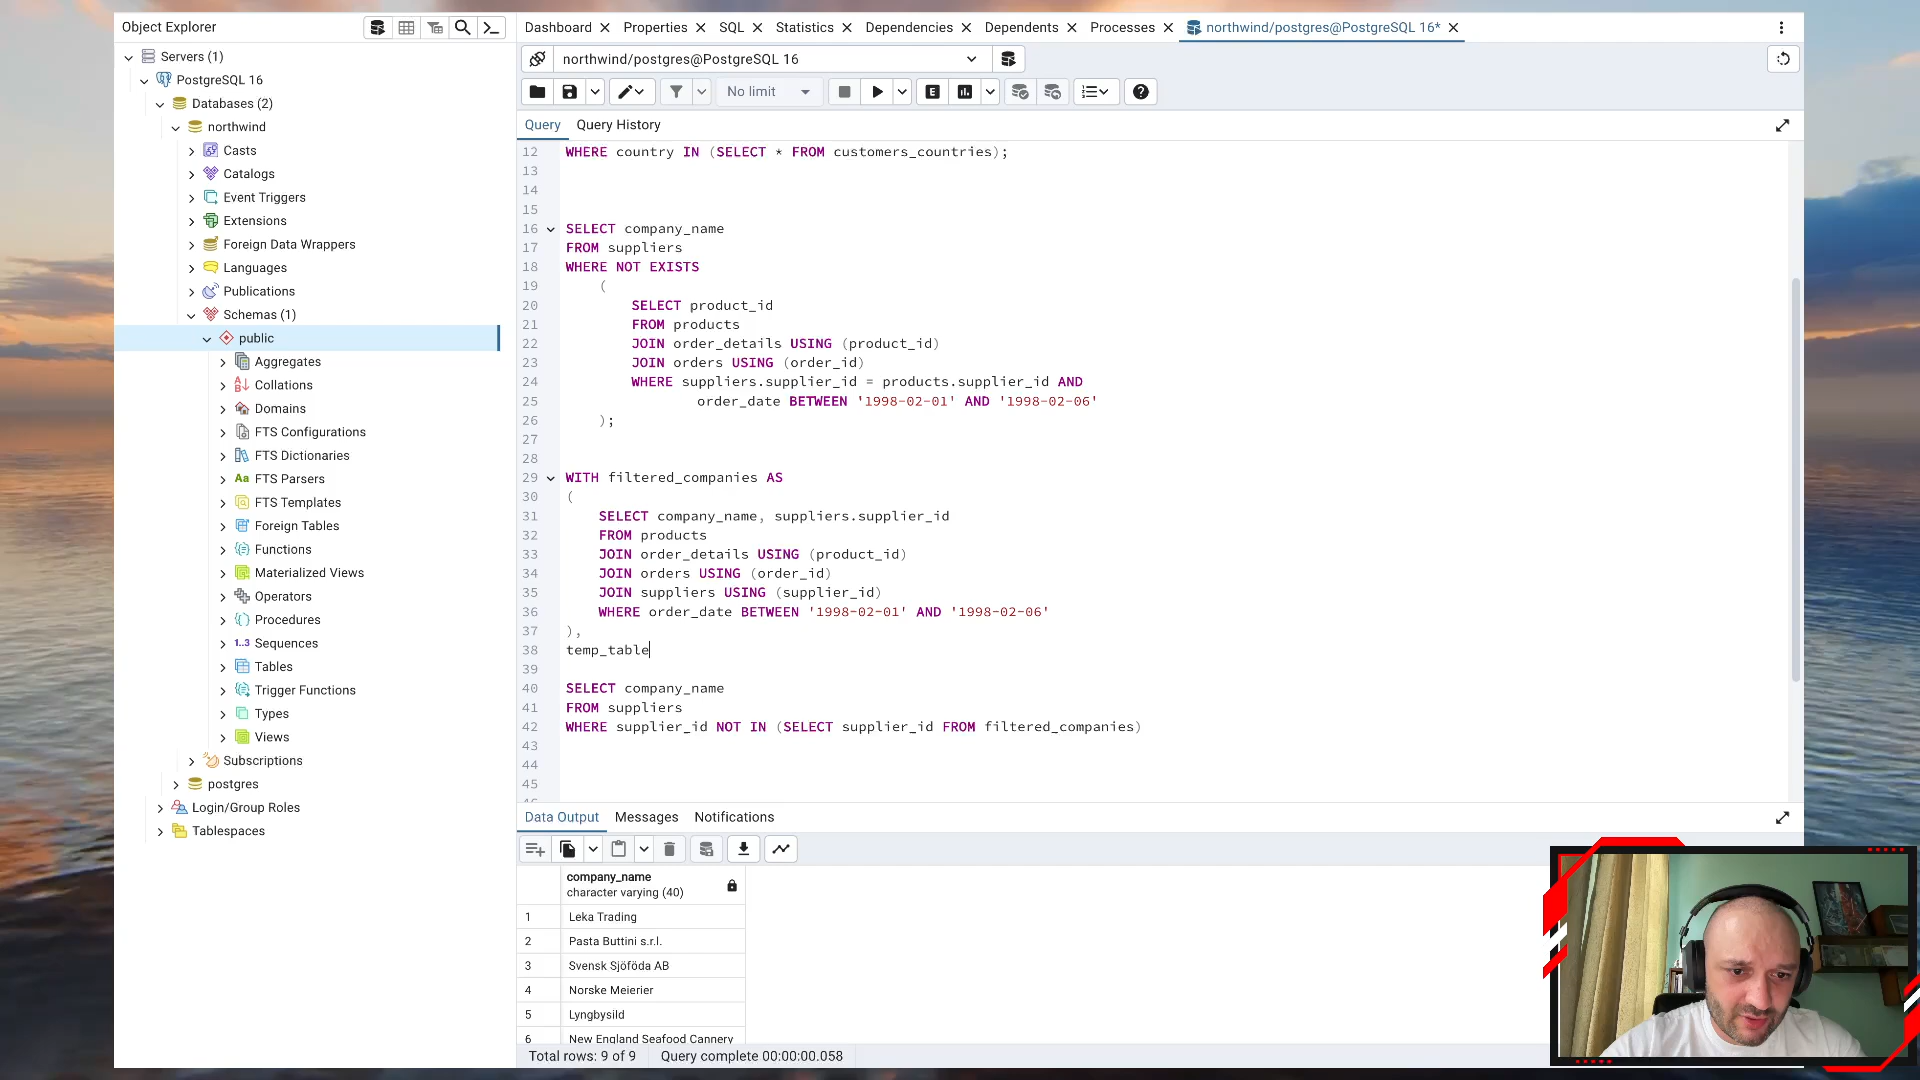 Object Explorer
Dashboard Properties SQL Statistics Dependencies Dependents Processes northwind/postgres@PostgreSQL 16*
northwind/postgres@PostgreSQL 16
No limit
Query Query History
Servers (1)
PostgreSQL 16
Databases (2)
northwind
Casts
Catalogs
Event Triggers
Extensions
Foreign Data Wrappers
Languages
Publications
Schemas (1)
public
Aggregates
Collations
Domains
FTS Configurations
FTS Dictionaries
Aa FTS Parsers
FTS Templates
Foreign Tables
Functions
Materialized Views
Operators
Procedures
1..3 Sequences
Tables
Trigger Functions
Types
Views
Subscriptions
postgres
Login/Group Roles
Tablespaces
12 WHERE country IN (SELECT * FROM customers_countries);
13
14
15
16 SELECT company_name
17 FROM suppliers
18 WHERE NOT EXISTS
19 (
20 SELECT product_id
21 FROM products
22 JOIN order_details USING (product_id)
23 JOIN orders USING (order_id)
24 WHERE suppliers.supplier_id = products.supplier_id AND
25 order_date BETWEEN '1998-02-01' AND '1998-02-06'
26 );
27
28
29 WITH filtered_companies AS
30 (
31 SELECT company_name, suppliers.supplier_id
32 FROM products
33 JOIN order_details USING (product_id)
34 JOIN orders USING (order_id)
35 JOIN suppliers USING (supplier_id)
36 WHERE order_date BETWEEN '1998-02-01' AND '1998-02-06'
37 ),
38 temp_table
39
40 SELECT company_name
41 FROM suppliers
42 WHERE supplier_id NOT IN (SELECT supplier_id FROM filtered_companies)
43
44
45
Data Output Messages Notifications
company_name
character varying (40)
1 Leka Trading
2 Pasta Buttini s.r.l.
3 Svensk Sjöföda AB
4 Norske Meierier
5 Lyngbysild
6 New England Seafood Cannery
Total rows: 9 of 9 Query complete 00:00:00.058